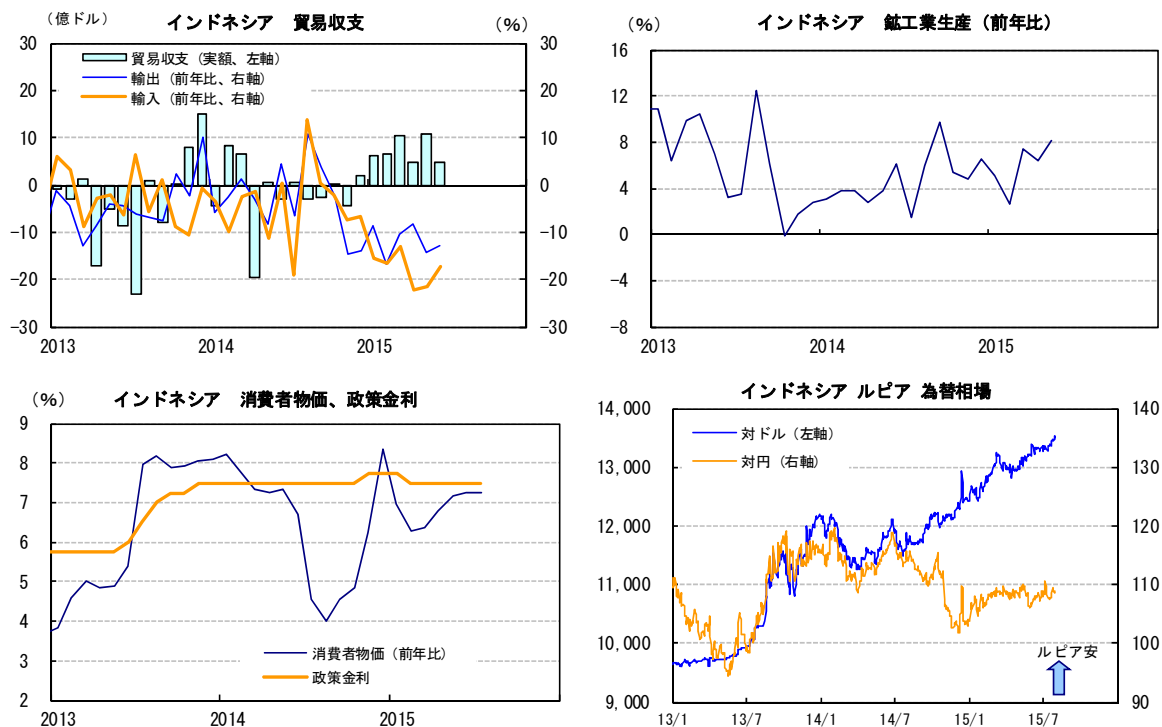 インドネシア 貿易収支
（億ドル）
（%）
貿易収支（実額、左軸）
輸出（前年比、右軸）
輸入（前年比、右軸）
30
20
10
0
-10
-20
-30
30
20
10
0
-10
-20
-30
2013 2014 2015
インドネシア 鉱工業生産（前年比）
（%）
16
12
8
4
0
-4
-8
2013 2014 2015
インドネシア 消費者物価、政策金利
（%）
9
8
7
6
5
4
3
2
消費者物価（前年比）
政策金利
2013 2014 2015
インドネシア ルピア 為替相場
対ドル（左軸）
対円（右軸）
14,000
13,000
12,000
11,000
10,000
9,000
140
130
120
110
100
90
ルピア安
13/1 13/7 14/1 14/7 15/1 15/7